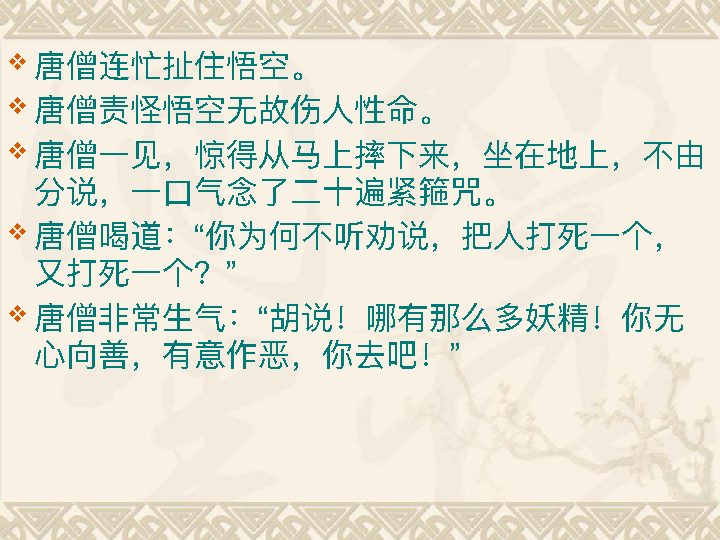 唐僧连忙扯住悟空。
唐僧责怪悟空无故伤人性命。
唐僧一见，惊得从马上摔下来，坐在地上，不由
分说，一口气念了二十遍紧箍咒。
唐僧喝道：“你为何不听劝说，把人打死一个，
又打死一个？”
唐僧非常生气：“胡说！哪有那么多妖精！你无
心向善，有意作恶，你去吧！”